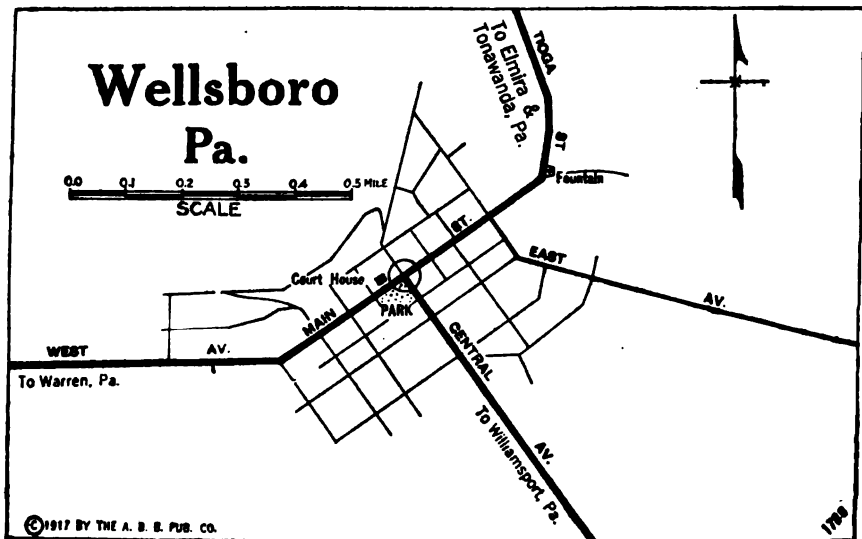 Wellsboro
Pa.
0.0 0.1 0.2 0.3 0.4 0.5 MILE
SCALE
TIOGA
ST.
To Elmira &
Tonawanda, Pa.
Fountain
ST.
EAST
AV.
Court House
PARK
MAIN
CENTRAL
AV.
WEST
AV.
To Warren, Pa.
To Williamsport, Pa.
© 1917 BY THE A. B. B. PUB. CO.